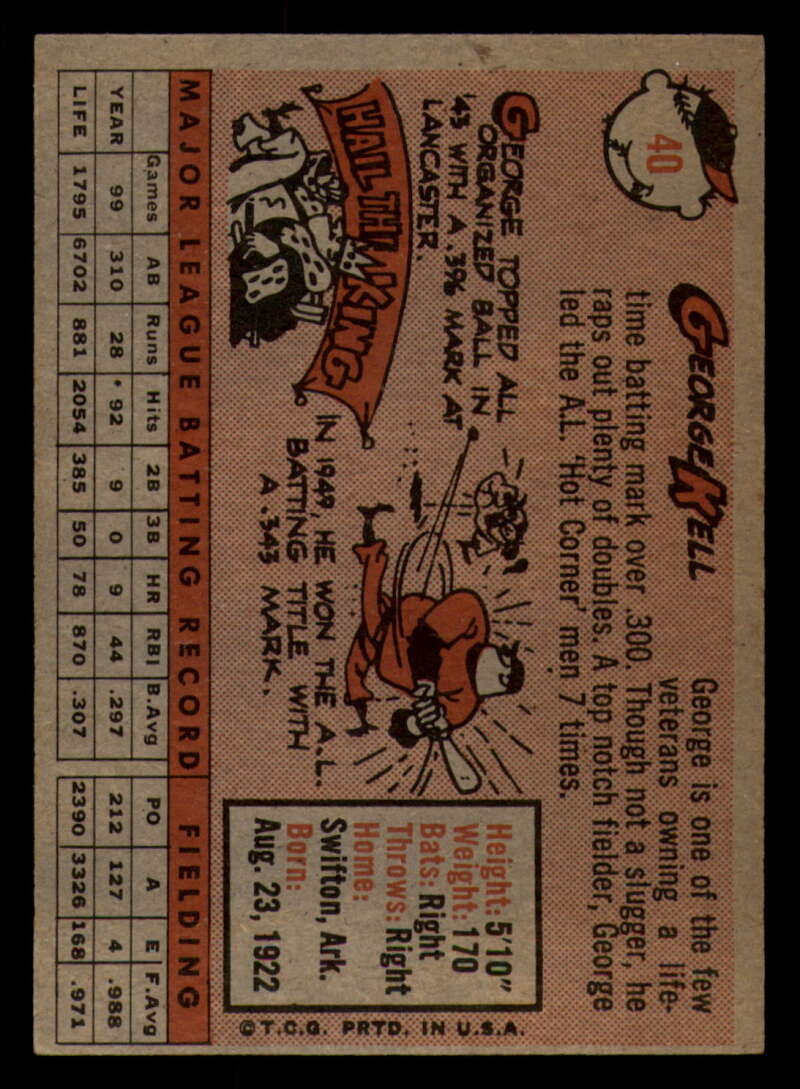 40
GEORGE KELL
George is one of the few
veterans owning a life-
time batting mark over .300. Though not a slugger, he
raps out plenty of doubles. A top notch fielder, George
led the A.L. 'Hot Corner' men 7 times.
GEORGE TOPPED ALL
ORGANIZED BALL IN
'43 WITH A .396 MARK AT
LANCASTER.
HAIL TH' KING
IN 1949, HE WON THE A.L.
BATTING TITLE WITH
A .343 MARK.
Height: 5'10"
Weight: 170
Bats: Right
Throws: Right
Home:
Swifton, Ark.
Born:
Aug. 23, 1922
©T.C.G. PRTD. IN U.S.A.
MAJOR LEAGUE BATTING RECORD FIELDING
Games AB Runs Hits 2B 3B HR RBI B.Avg PO A E F.Avg
YEAR 99 310 28 * 92 9 0 9 44 .297 212 127 4 .988
LIFE 1795 6702 881 2054 385 50 78 870 .307 2390 3326 168 .971